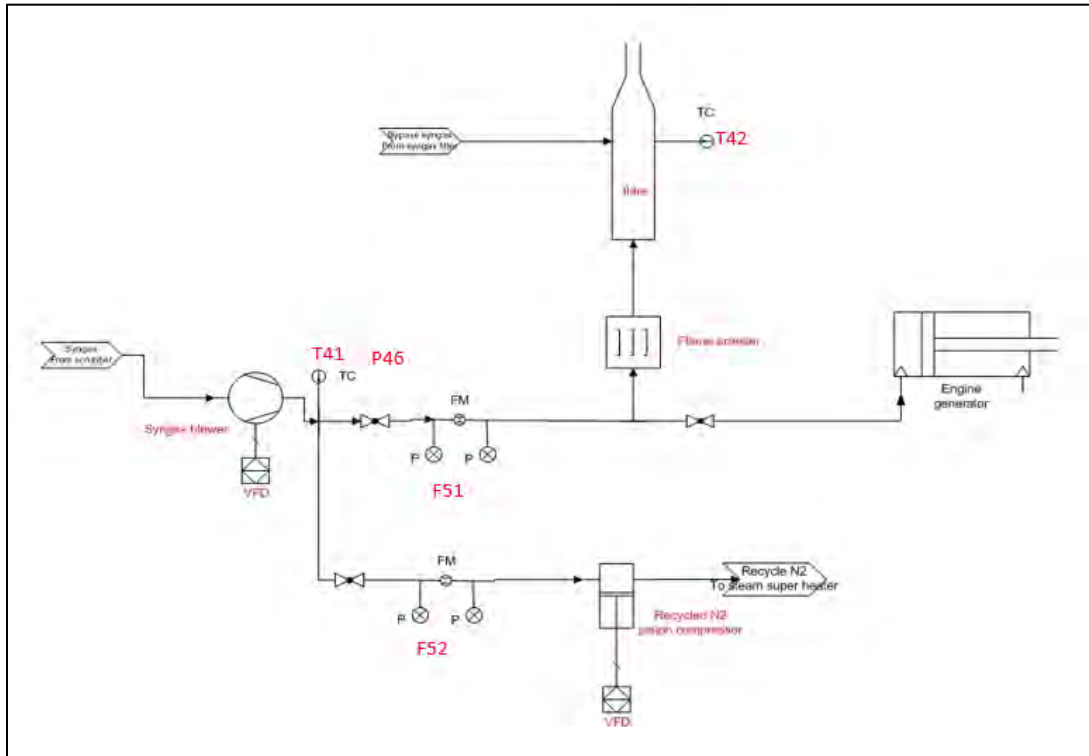 TC
T42
Bypass syngas
from syngas filter
flare
Syngas
From scrubber
T41
TC
P46
Flame arrester
Engine
generator
Syngas blower
FM
P
P
VFD
F51
FM
Recycle N2
To steam super heater
P
P
Recycled N2
piston compressor
F52
VFD